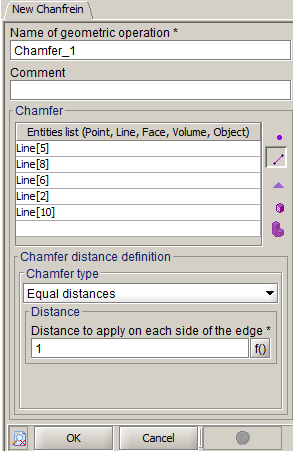 New Chanfrein
Name of geometric operation *
Chamfer_1
Comment
Chamfer
Entities list (Point, Line, Face, Volume, Object)
Line[5]
Line[8]
Line[6]
Line[2]
Line[10]
Chamfer distance definition
Chamfer type
Equal distances
Distance
Distance to apply on each side of the edge *
1
f()
OK
Cancel